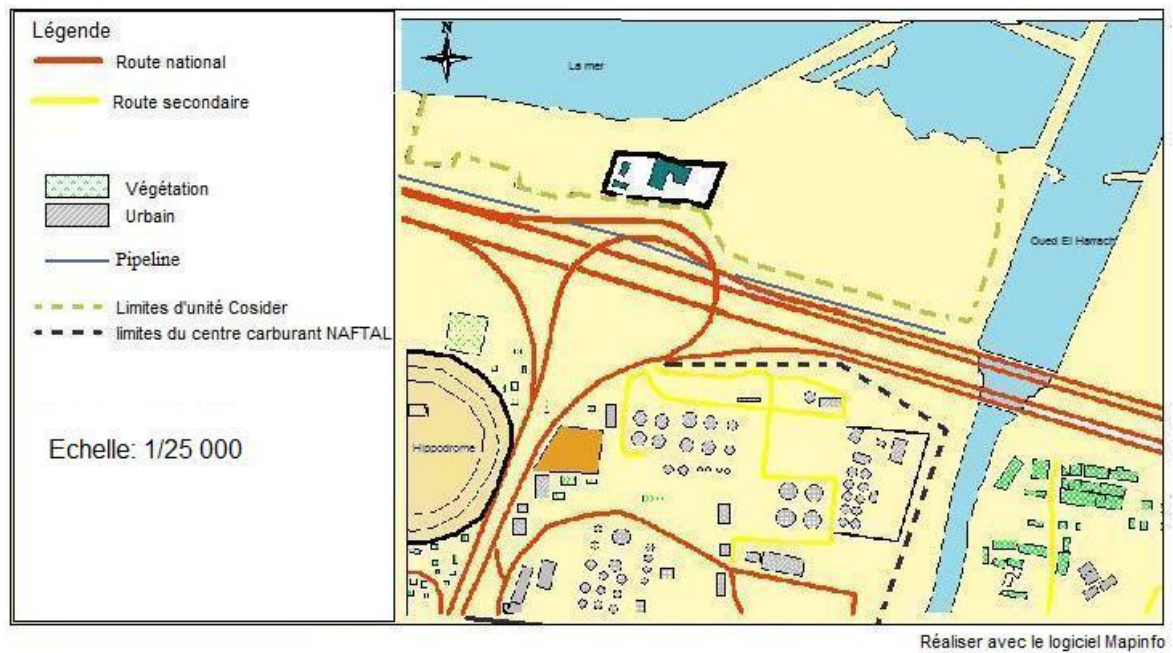 Légende
Route national
Route secondaire
Végétation
Urbain
Pipeline
Limites d'unité Cosider
limites du centre carburant NAFTAL
Echelle: 1/25 000
N
La mer
Oued El Harrach
Hippodrome
Réaliser avec le logiciel Mapinfo